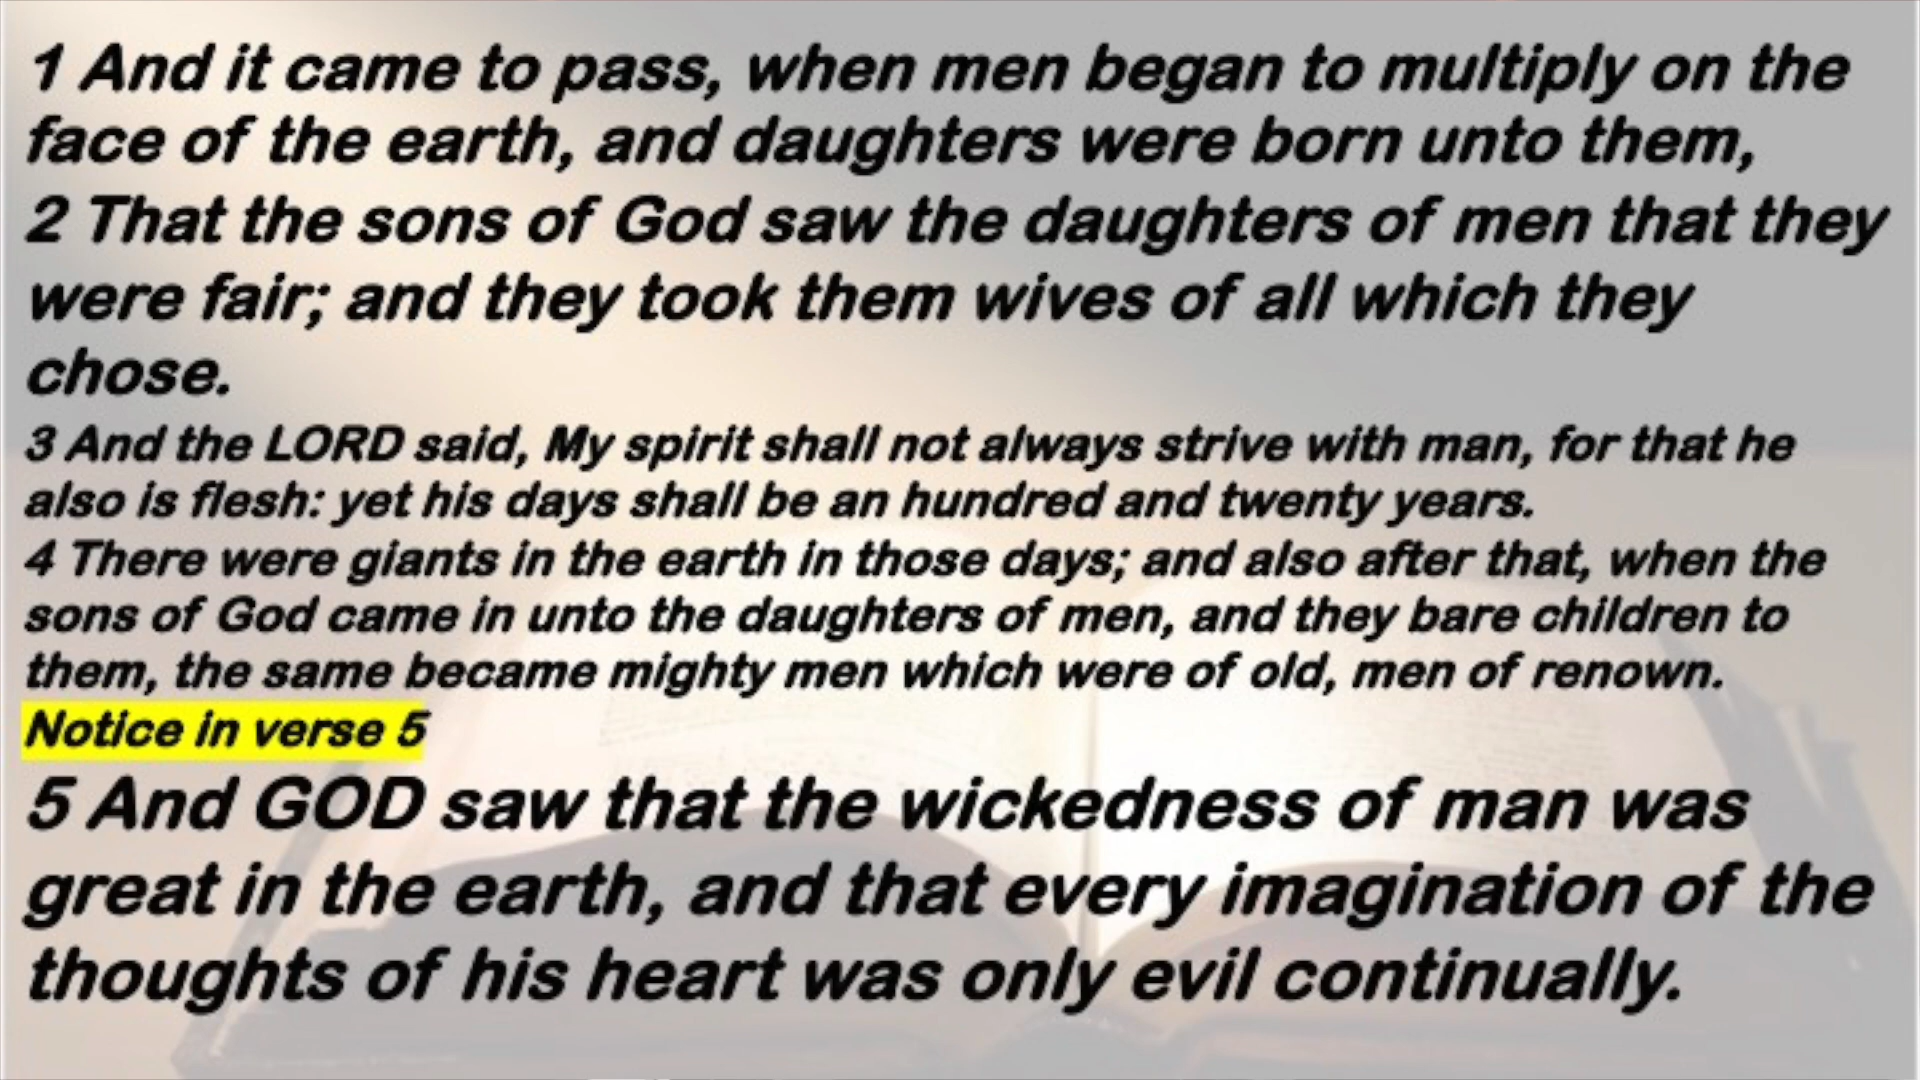 1 And it came to pass, when men began to multiply on the
face of the earth, and daughters were born unto them,
2 That the sons of God saw the daughters of men that they
were fair; and they took them wives of all which they
chose.
3 And the LORD said, My spirit shall not always strive with man, for that he
also is flesh: yet his days shall be an hundred and twenty years.
4 There were giants in the earth in those days; and also after that, when the
sons of God came in unto the daughters of men, and they bare children to
them, the same became mighty men which were of old, men of renown.
Notice in verse 5
5 And GOD saw that the wickedness of man was
great in the earth, and that every imagination of the
thoughts of his heart was only evil continually.